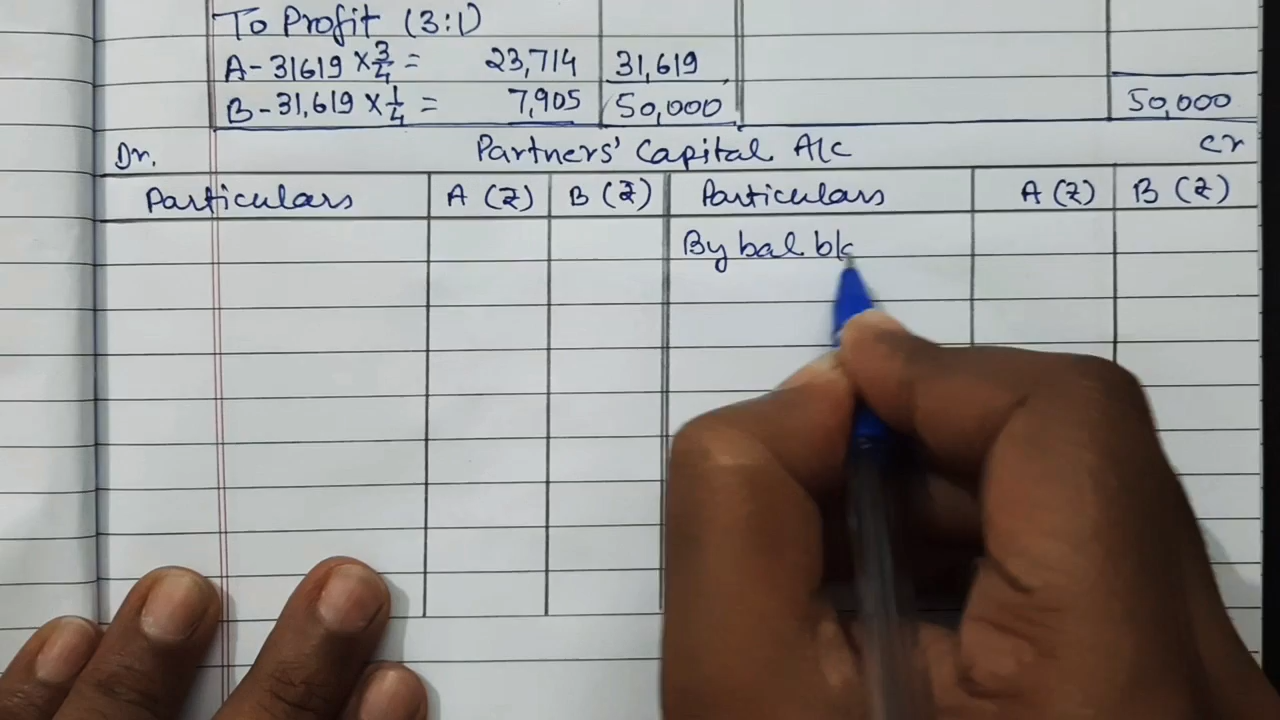 To Profit (3:1)
A - 31619 × 3/4 = 23,714 31,619
B - 31,619 × 1/4 = 7,905 50,000 50,000
Dr. Partners' Capital A/c Cr
Particulars A (₹) B (₹) Particulars A (₹) B (₹)
By bal b/c